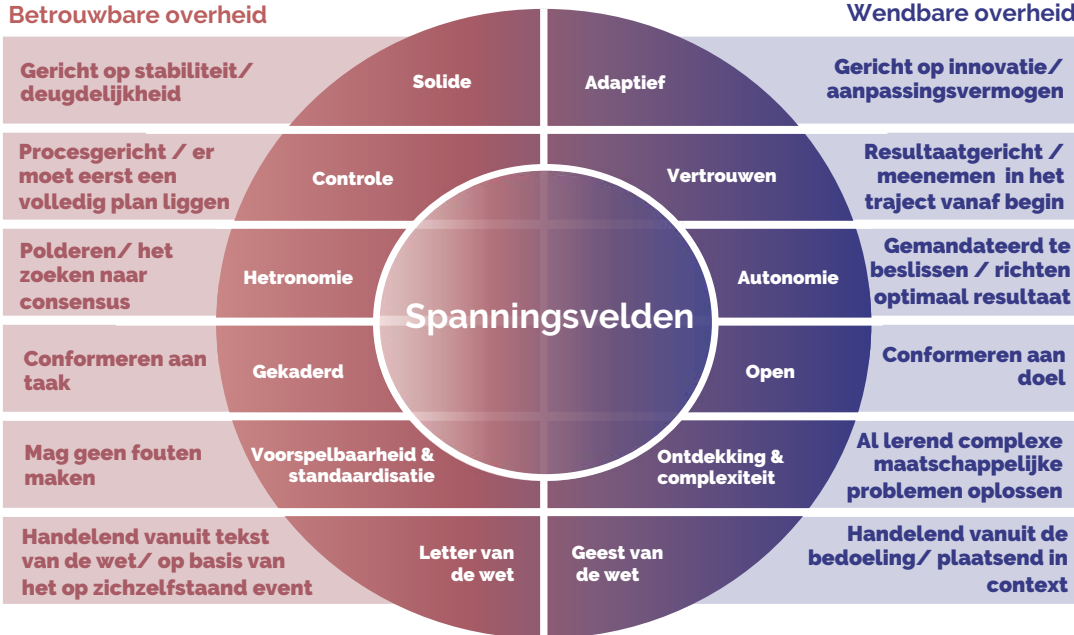 Betrouwbare overheid
Wendbare overheid
Gericht op stabiliteit/
deugdelijkheid
Solide
Adaptief
Gericht op innovatie/
aanpassingsvermogen
Procesgericht / er
moet eerst een
volledig plan liggen
Controle
Vertrouwen
Resultaatgericht /
meenemen in het
traject vanaf begin
Polderen/ het
zoeken naar
consensus
Hetronomie
Autonomie
Gemandateerd te
beslissen / richten
optimaal resultaat
Spanningsvelden
Conformeren aan
taak
Gekaderd
Open
Conformeren aan
doel
Mag geen fouten
maken
Voorspelbaarheid &
standaardisatie
Ontdekking &
complexiteit
Al lerend complexe
maatschappelijke
problemen oplossen
Handelend vanuit tekst
van de wet/ op basis van
het op zichzelfstaand event
Letter van
de wet
Geest van
de wet
Handelend vanuit de
bedoeling/ plaatsend in
context